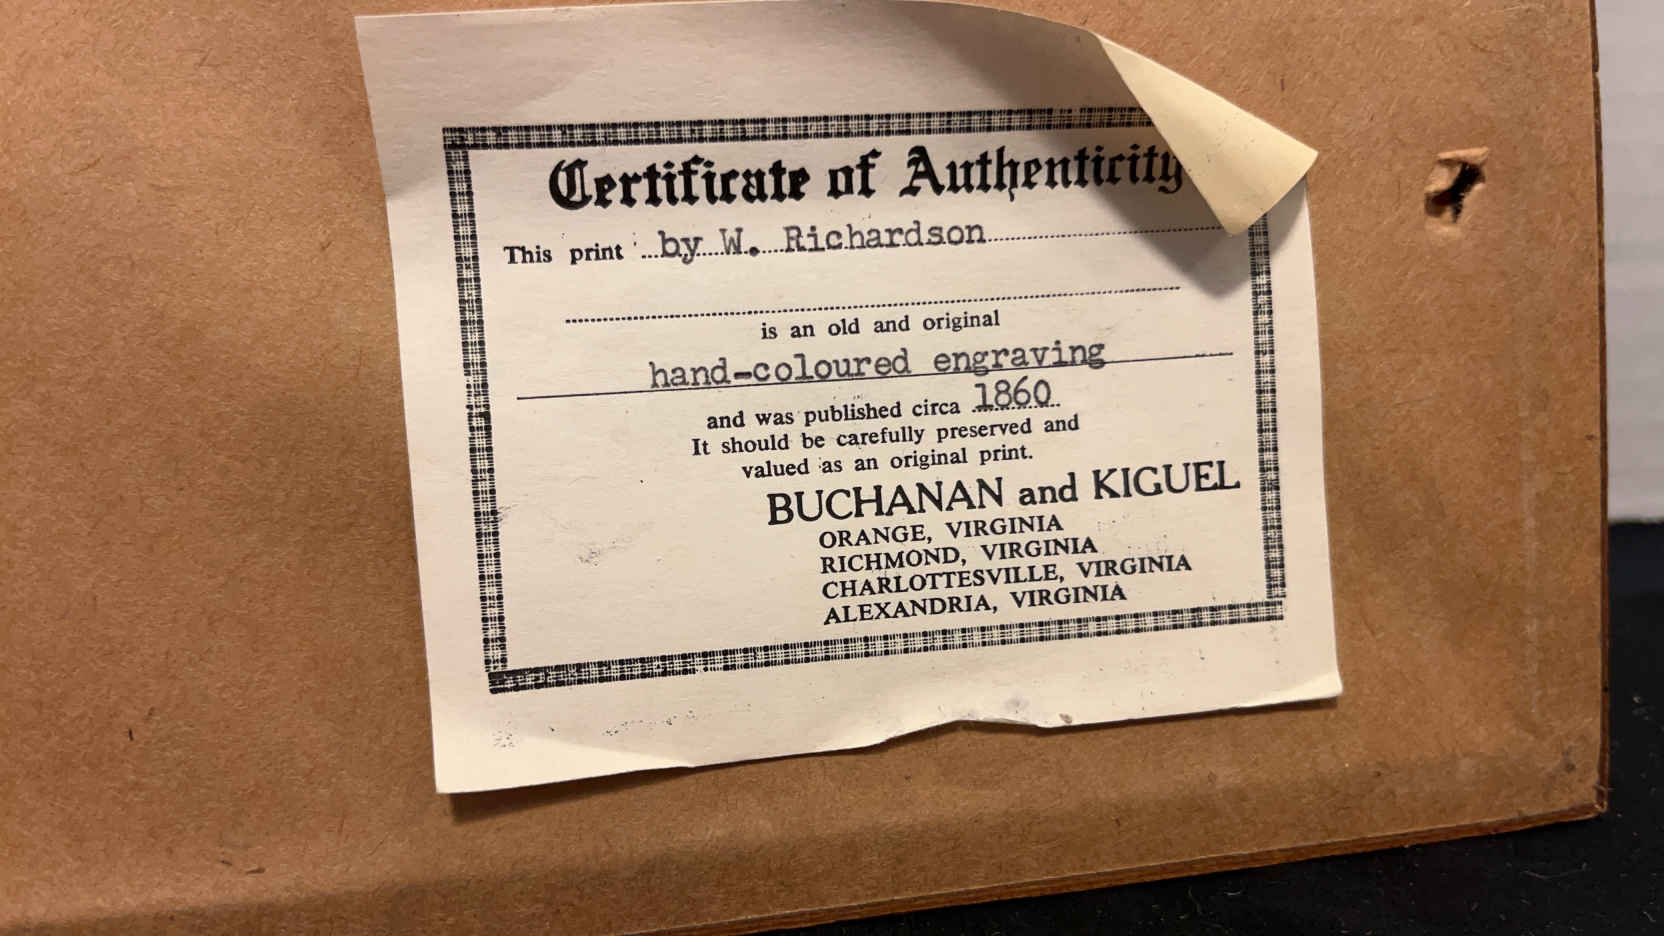 Certificate of Authenticity
This print by W. Richardson
is an old and original
hand-coloured engraving
and was published circa 1860
It should be carefully preserved and
valued as an original print.
BUCHANAN and KIGUEL
ORANGE, VIRGINIA
RICHMOND, VIRGINIA
CHARLOTTESVILLE, VIRGINIA
ALEXANDRIA, VIRGINIA